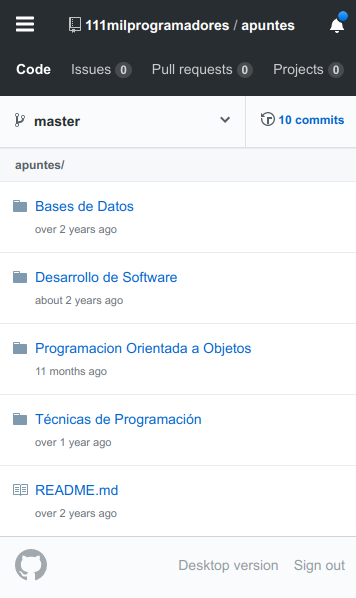 111milprogramadores / apuntes
Code Issues 0 Pull requests 0 Projects 0
master 10 commits
apuntes/
Bases de Datos
over 2 years ago
Desarrollo de Software
about 2 years ago
Programacion Orientada a Objetos
11 months ago
Técnicas de Programación
over 1 year ago
README.md
over 2 years ago
Desktop version Sign out